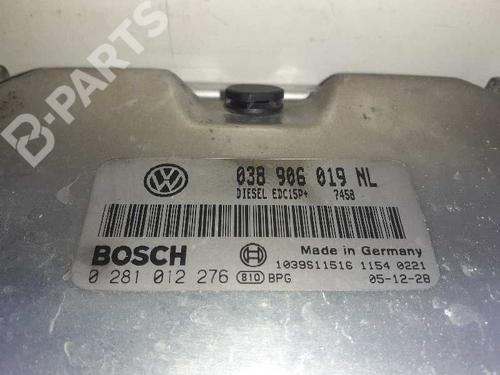 B-PARTS
038 906 019 NL
DIESEL EDC15P+ 7458
BOSCH
Made in Germany
0 281 012 276 810 BPG
1039S11516 1154 0221
05-12-28